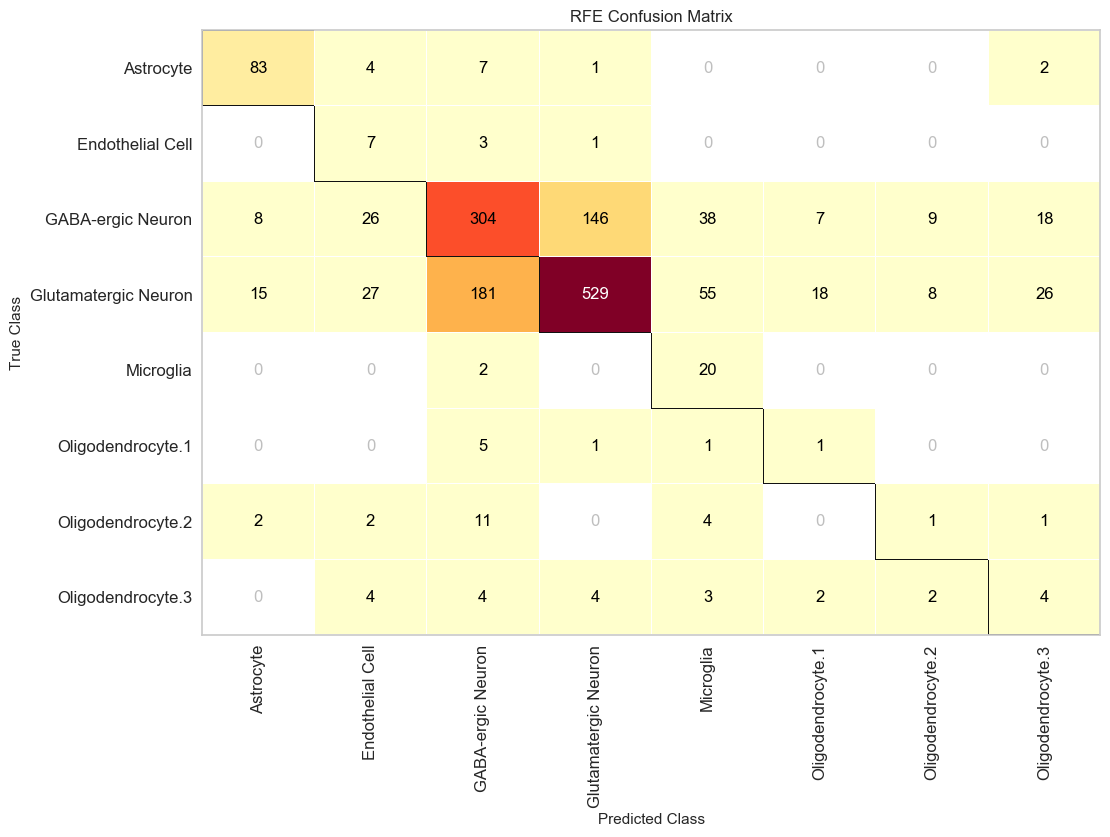 RFE Confusion Matrix
True Class
Astrocyte 83 4 7 1 0 0 0 2
Endothelial Cell 0 7 3 1 0 0 0 0
GABA-ergic Neuron 8 26 304 146 38 7 9 18
Glutamatergic Neuron 15 27 181 529 55 18 8 26
Microglia 0 0 2 0 20 0 0 0
Oligodendrocyte.1 0 0 5 1 1 1 0 0
Oligodendrocyte.2 2 2 11 0 4 0 1 1
Oligodendrocyte.3 0 4 4 4 3 2 2 4
Astrocyte
Endothelial Cell
GABA-ergic Neuron
Glutamatergic Neuron
Microglia
Oligodendrocyte.1
Oligodendrocyte.2
Oligodendrocyte.3
Predicted Class